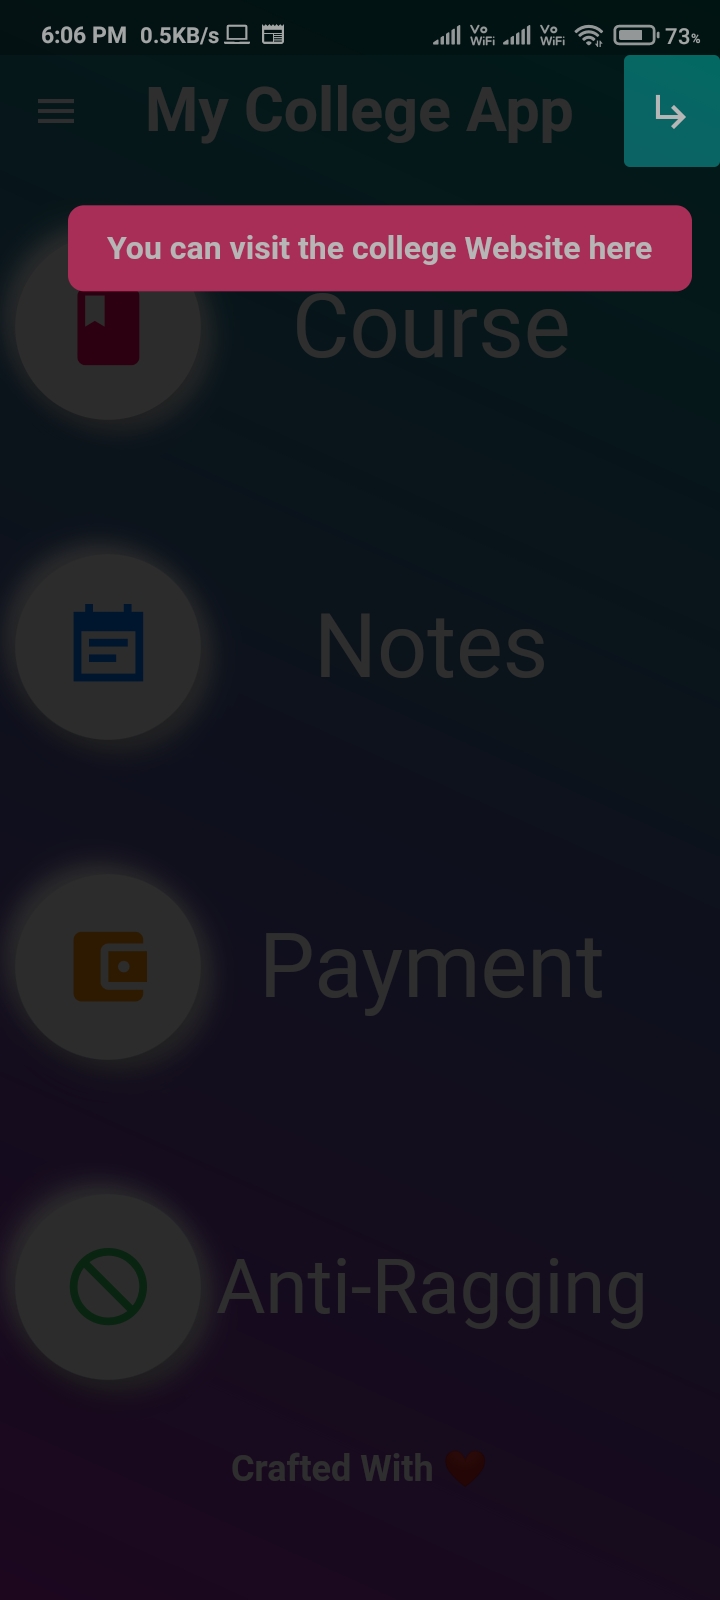 6:06 PM 0.5KB/s Vo WiFi Vo WiFi 73%
My College App
You can visit the college Website here
Course
Notes
Payment
Anti-Ragging
Crafted With ❤️